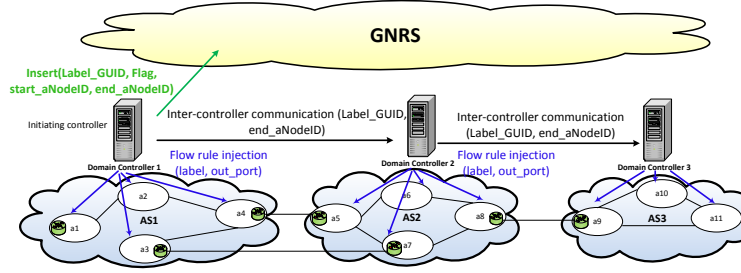 GNRS
Insert(Label_GUID, Flag,
start_aNodeID, end_aNodeID)
Initiating controller
Inter-controller communication (Label_GUID,
end_aNodeID)
Inter-controller communication
(Label_GUID, end_aNodeID)
Domain Controller 1
Domain Controller 2
Domain Controller 3
Flow rule injection
(label, out_port)
Flow rule injection
(label, out_port)
a2
a1
AS1
a4
a3
a6
a5
AS2
a8
a7
a10
a9
AS3
a11